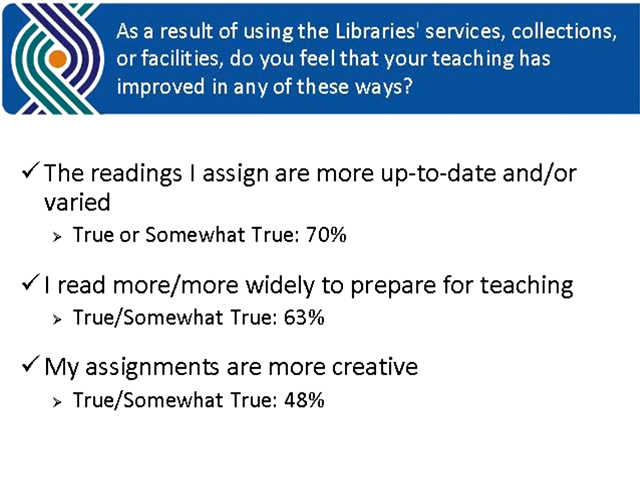 As a result of using the Libraries' services, collections,
or facilities, do you feel that your teaching has
improved in any of these ways?
The readings I assign are more up-to-date and/or
varied
True or Somewhat True: 70%
I read more/more widely to prepare for teaching
True/Somewhat True: 63%
My assignments are more creative
True/Somewhat True: 48%